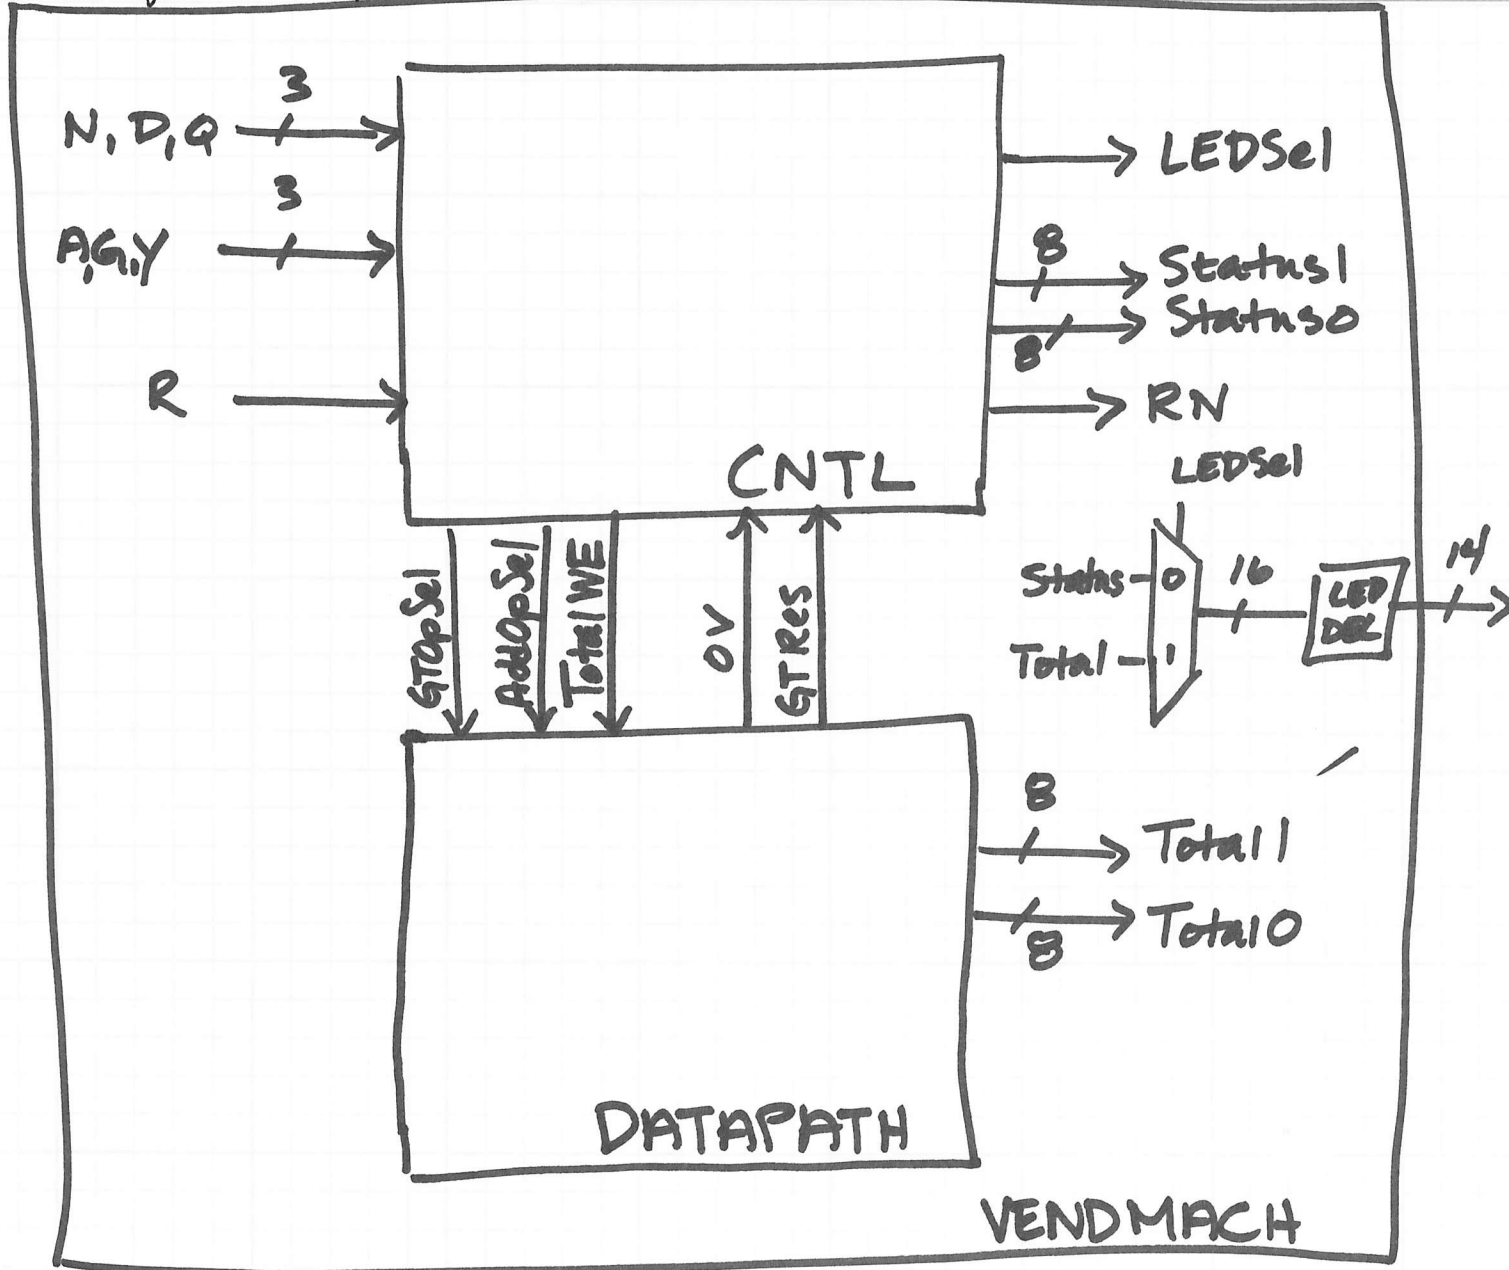 3
N, D, Q
LEDSel
3
A,G,Y
8
Status1
Status0
8
R
RN
CNTL
LEDSel
GTOpSel
AddOpSel
TotalWE
OV
GTRes
Status
0
16
LED
DEC
14
Total
1
8
Total1
Total0
8
DATAPATH
VENDMACH